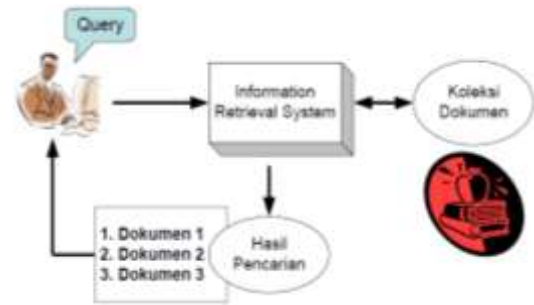 Query
Information
Retrieval System
Koleksi
Dokumen
1. Dokumen 1
2. Dokumen 2
3. Dokumen 3
Hasil
Pencarian